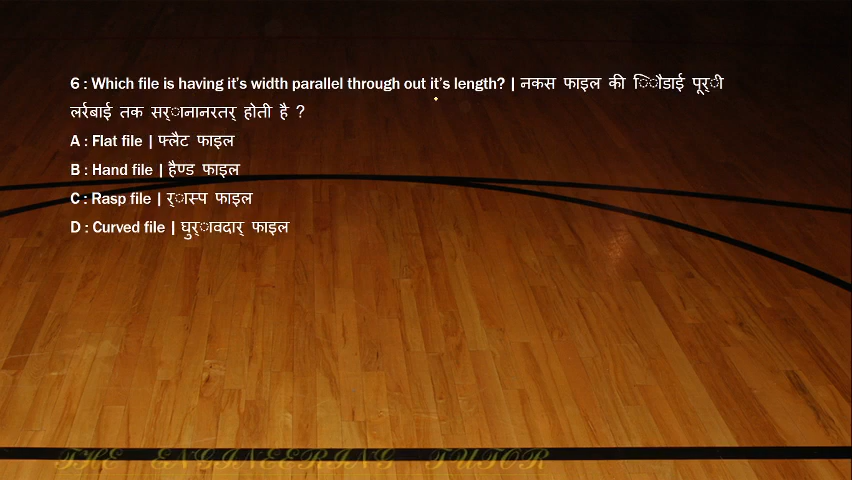 6 : Which file is having it's width parallel through out it's length? | नकस फाइल की िौडाई पूर्ी
लर्रबाई तक सर्ानानरतर् होती है ?
A : Flat file | फ्लैट फाइल
B : Hand file | हैण्ड फाइल
C : Rasp file | र्ास्प फाइल
D : Curved file | घुर्ावदार् फाइल
THE ENGINEERING TUTOR